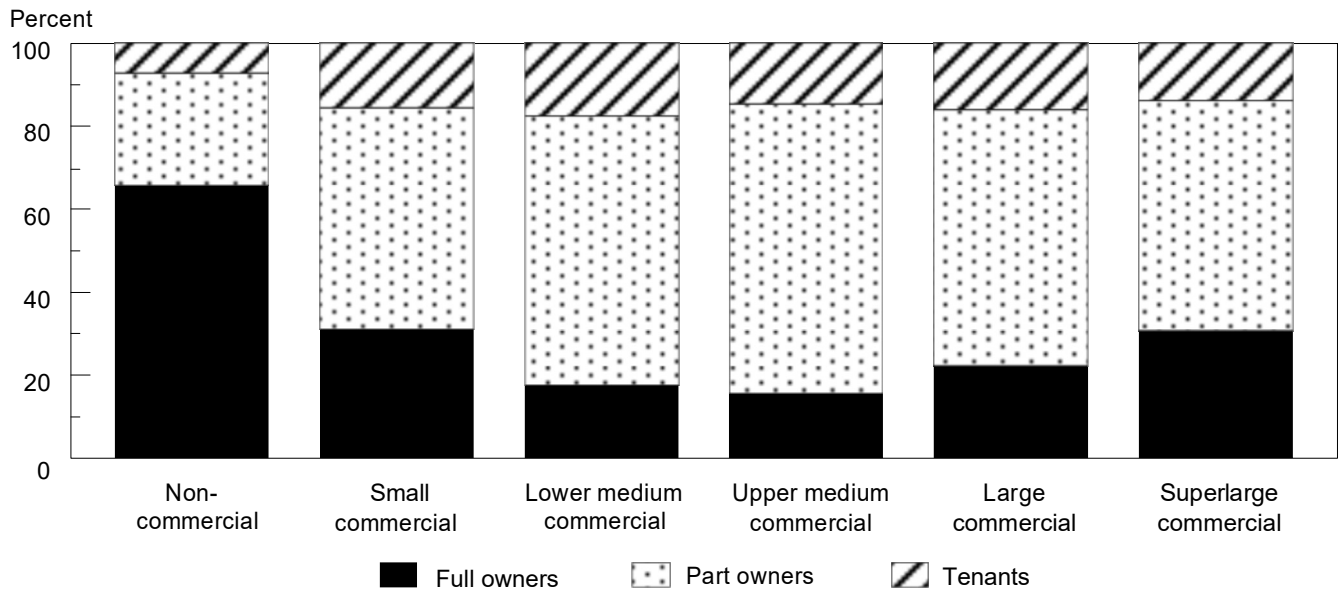 Percent
100
80
60
40
20
0
Non-
commercial
Small
commercial
Lower medium
commercial
Upper medium
commercial
Large
commercial
Superlarge
commercial
Full owners
Part owners
Tenants